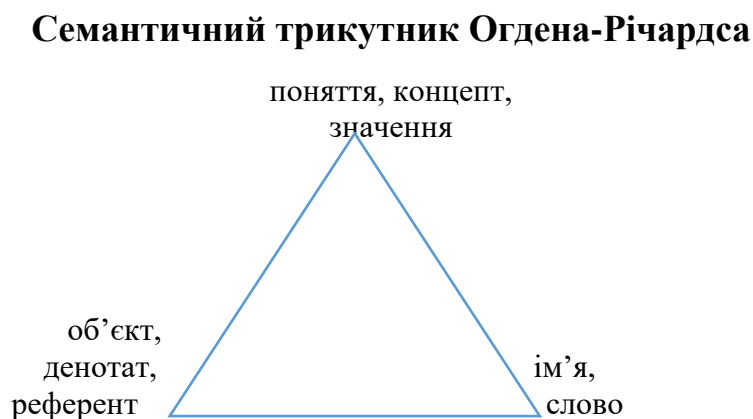 Семантичний трикутник Огдена-Річардса
поняття, концепт,
значення
об’єкт,
денотат,
референт
ім’я,
слово